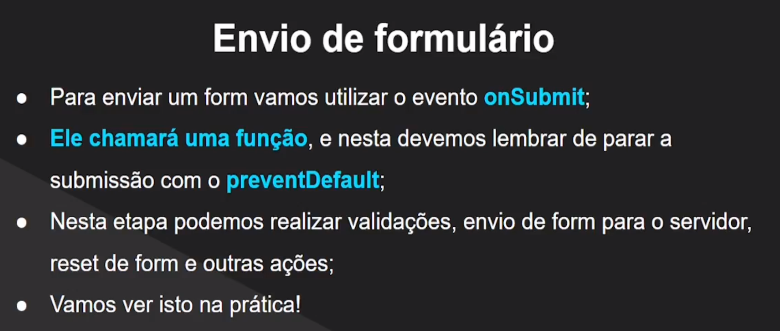 Envio de formulário
● Para enviar um form vamos utilizar o evento onSubmit;
● Ele chamará uma função, e nesta devemos lembrar de parar a
submissão com o preventDefault;
● Nesta etapa podemos realizar validações, envio de form para o servidor,
reset de form e outras ações;
● Vamos ver isto na prática!